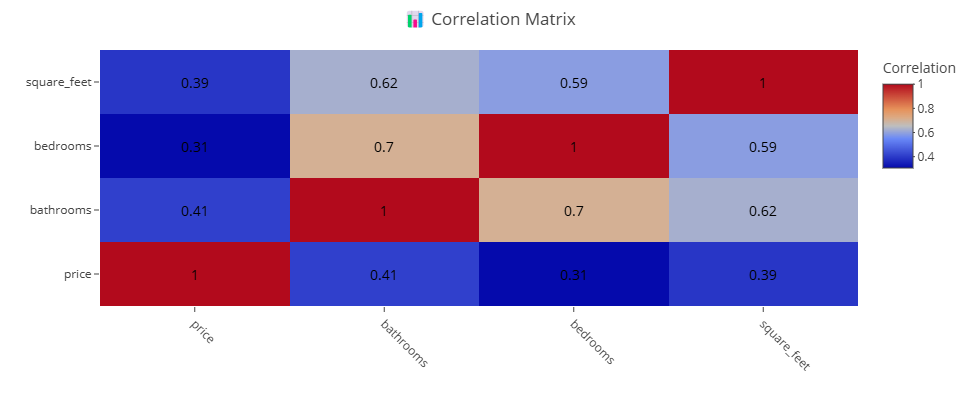 📊 Correlation Matrix
square_feet 0.39 0.62 0.59 1
bedrooms 0.31 0.7 1 0.59
bathrooms 0.41 1 0.7 0.62
price 1 0.41 0.31 0.39
price bathrooms bedrooms square_feet
Correlation
1
0.8
0.6
0.4